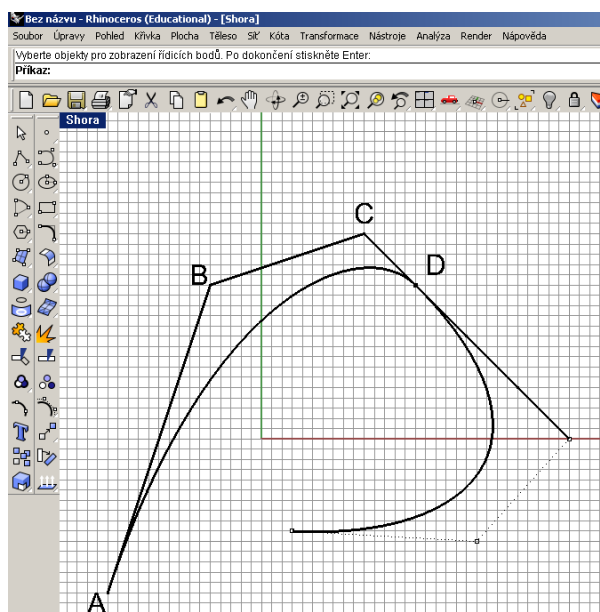 Bez názvu - Rhinoceros (Educational) - [Shora]
Soubor Úpravy Pohled Křivka Plocha Těleso Síť Kóta Transformace Nástroje Analýza Render Nápověda
Vyberte objekty pro zobrazení řídicích bodů. Po dokončení stiskněte Enter:
Příkaz:
Shora
C
B
D
A